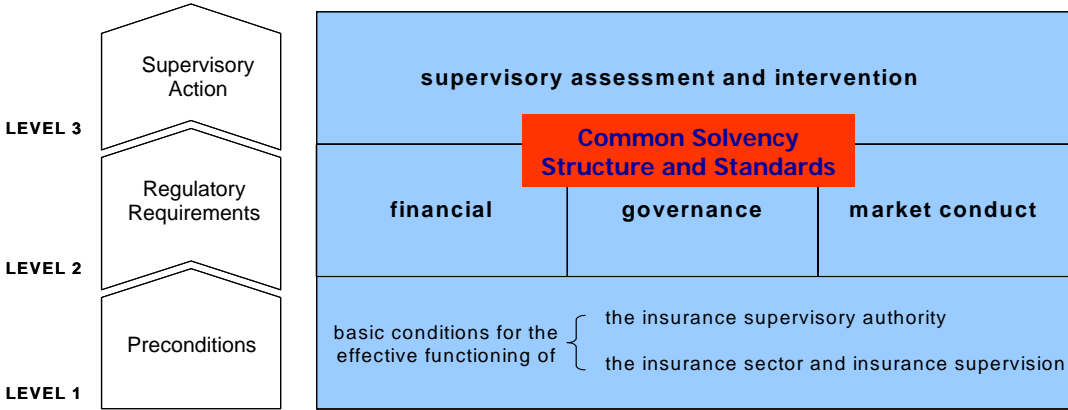 Supervisory
Action
LEVEL 3
supervisory assessment and intervention
Common Solvency
Structure and Standards
Regulatory
Requirements
LEVEL 2
financial
governance
market conduct
Preconditions
LEVEL 1
basic conditions for the
effective functioning of
the insurance supervisory authority
the insurance sector and insurance supervision